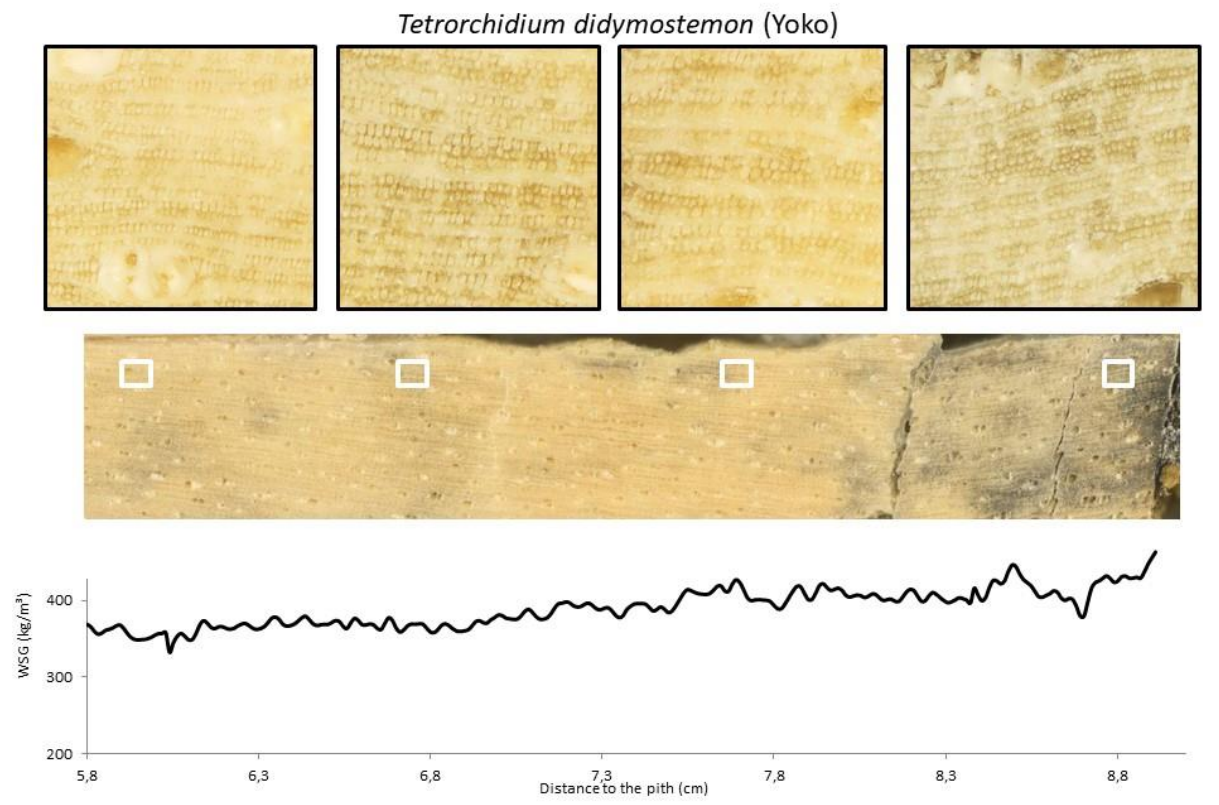 Tetrorchidium didymostemon (Yoko)
WSG (kg/m³)
400
300
200
5,8 6,3 6,8 7,3 7,8 8,3 8,8
Distance to the pith (cm)